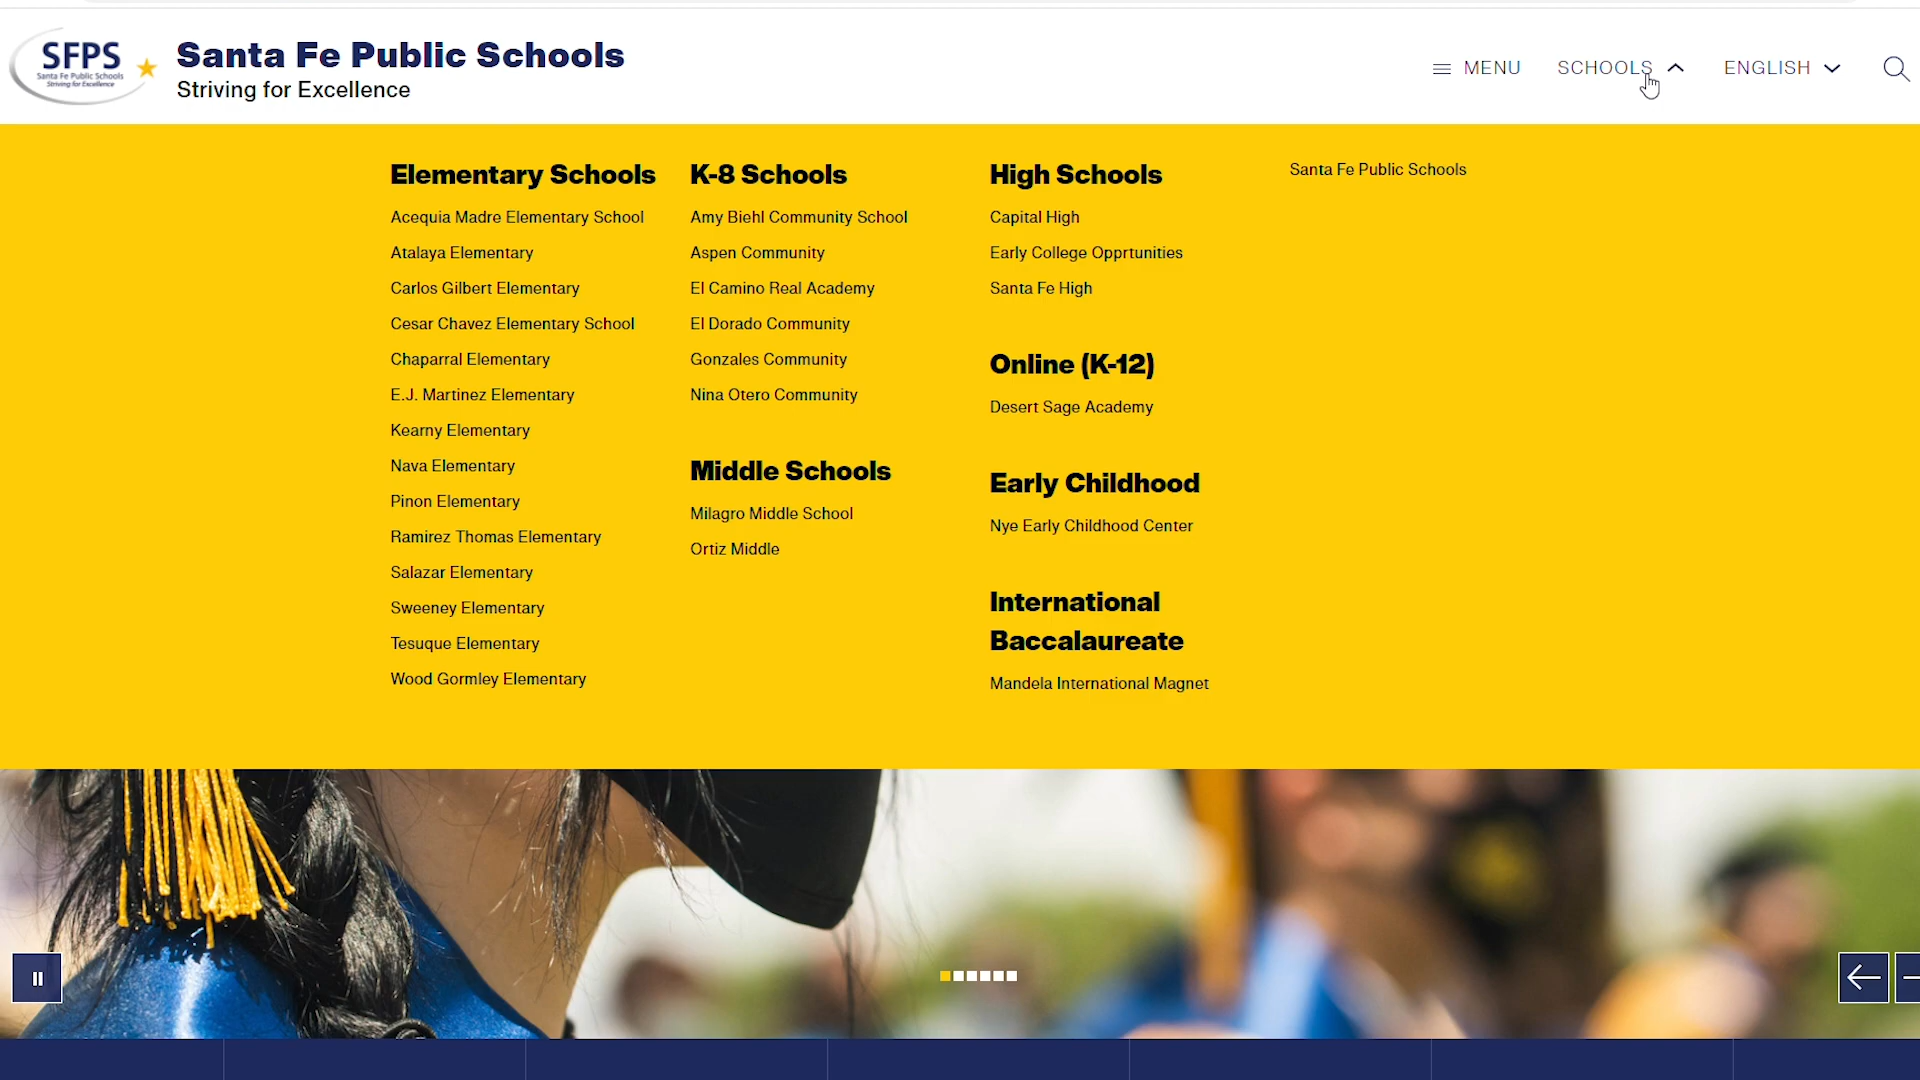 SFPS
Santa Fe Public Schools
Striving for Excellence
Santa Fe Public Schools
Striving for Excellence
MENU
SCHOOLS
ENGLISH
Elementary Schools
Acequia Madre Elementary School
Atalaya Elementary
Carlos Gilbert Elementary
Cesar Chavez Elementary School
Chaparral Elementary
E.J. Martinez Elementary
Kearny Elementary
Nava Elementary
Pinon Elementary
Ramirez Thomas Elementary
Salazar Elementary
Sweeney Elementary
Tesuque Elementary
Wood Gormley Elementary
K-8 Schools
Amy Biehl Community School
Aspen Community
El Camino Real Academy
El Dorado Community
Gonzales Community
Nina Otero Community
Middle Schools
Milagro Middle School
Ortiz Middle
High Schools
Capital High
Early College Opprtunities
Santa Fe High
Online (K-12)
Desert Sage Academy
Early Childhood
Nye Early Childhood Center
International
Baccalaureate
Mandela International Magnet
Santa Fe Public Schools